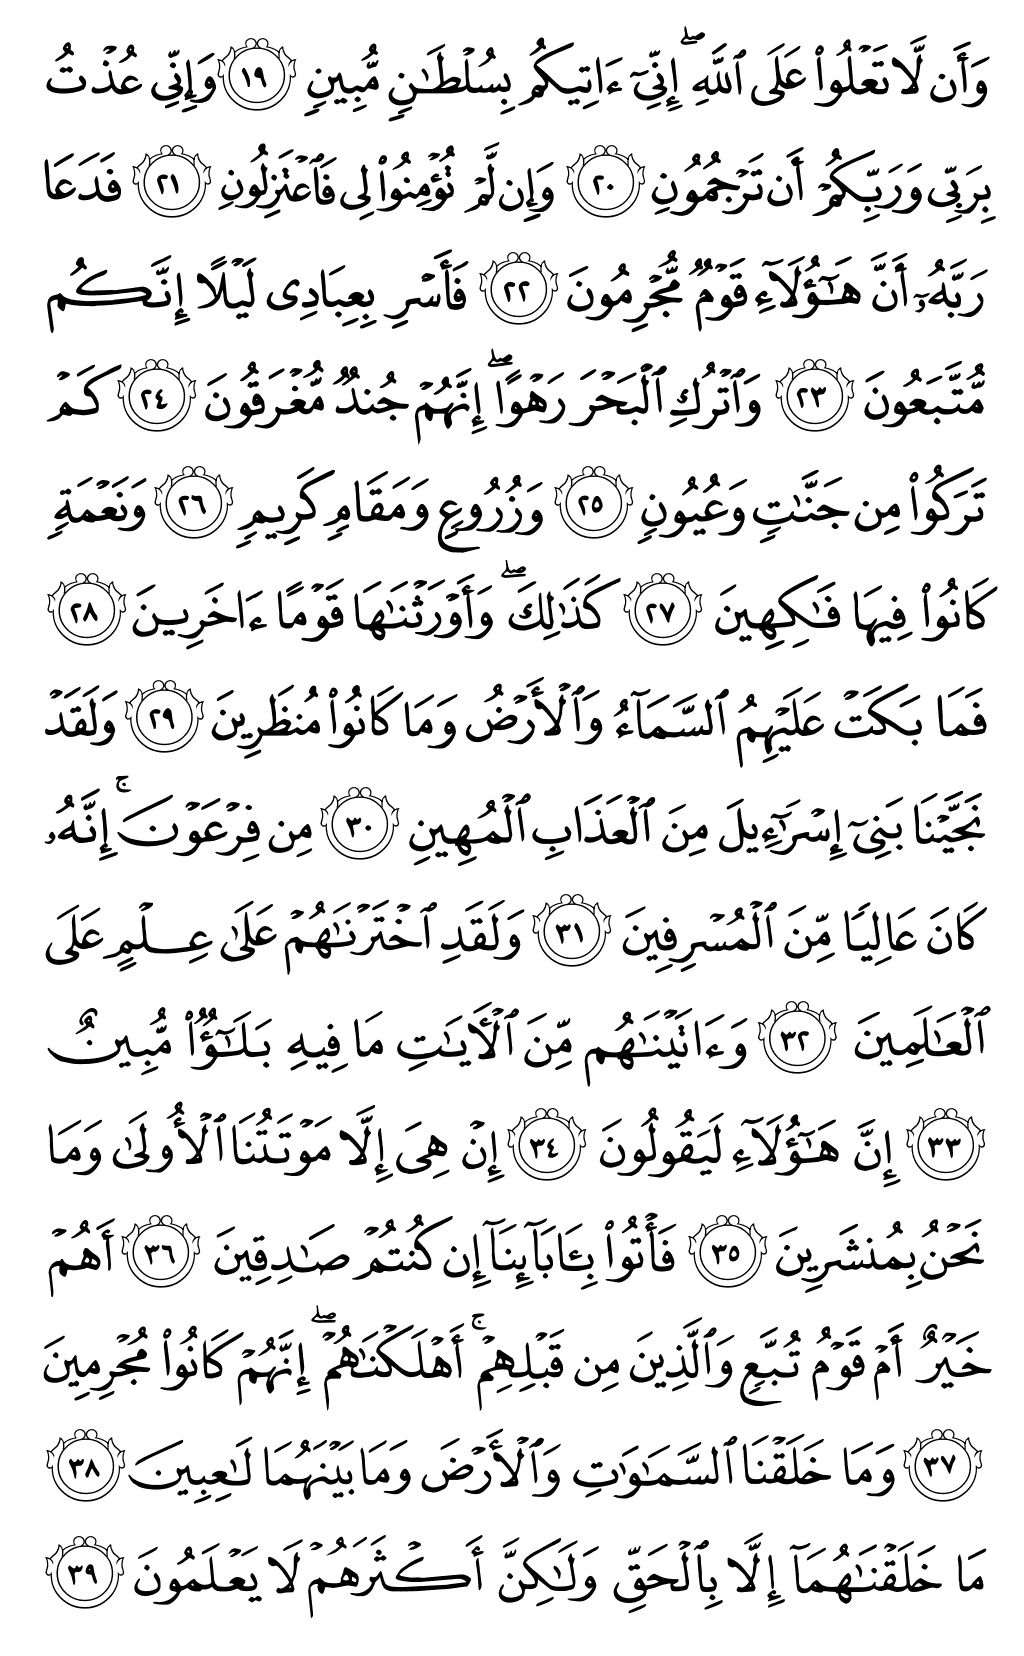 وَأَن لَّا تَعْلُوا۟ عَلَى ٱللَّهِ ۖ إِنِّىٓ ءَاتِيكُم بِسُلْطَـٰنٍ مُّبِينٍ ١٩ وَإِنِّى عُذْتُ
بِرَبِّى وَرَبِّكُمْ أَن تَرْجُمُونِ ٢٠ وَإِن لَّمْ تُؤْمِنُوا۟ لِى فَٱعْتَزِلُونِ ٢١ فَدَعَا
رَبَّهُۥٓ أَنَّ هَـٰٓؤُلَآءِ قَوْمٌ مُّجْرِمُونَ ٢٢ فَأَسْرِ بِعِبَادِى لَيْلًا إِنَّكُم
مُّتَّبَعُونَ ٢٣ وَٱتْرُكِ ٱلْبَحْرَ رَهْوًا ۖ إِنَّهُمْ جُندٌ مُّغْرَقُونَ ٢٤ كَمْ
تَرَكُوا۟ مِن جَنَّـٰتٍ وَعُيُونٍ ٢٥ وَزُرُوعٍ وَمَقَامٍ كَرِيمٍ ٢٦ وَنَعْمَةٍ
كَانُوا۟ فِيهَا فَـٰكِهِينَ ٢٧ كَذَٰلِكَ ۖ وَأَوْرَثْنَـٰهَا قَوْمًا ءَاخَرِينَ ٢٨
فَمَا بَكَتْ عَلَيْهِمُ ٱلسَّمَآءُ وَٱلْأَرْضُ وَمَا كَانُوا۟ مُنظَرِينَ ٢٩ وَلَقَدْ
نَجَّيْنَا بَنِىٓ إِسْرَٰٓءِيلَ مِنَ ٱلْعَذَابِ ٱلْمُهِينِ ٣٠ مِن فِرْعَوْنَ ۚ إِنَّهُۥ
كَانَ عَالِيًا مِّنَ ٱلْمُسْرِفِينَ ٣١ وَلَقَدِ ٱخْتَرْنَـٰهُمْ عَلَىٰ عِلْمٍ عَلَى
ٱلْعَـٰلَمِينَ ٣٢ وَءَاتَيْنَـٰهُم مِّنَ ٱلْـَٔايَـٰتِ مَا فِيهِ بَلَـٰٓؤٌا۟ مُّبِينٌ
٣٣ إِنَّ هَـٰٓؤُلَآءِ لَيَقُولُونَ ٣٤ إِنْ هِىَ إِلَّا مَوْتَتُنَا ٱلْأُولَىٰ وَمَا
نَحْنُ بِمُنشَرِينَ ٣٥ فَأْتُوا۟ بِـَٔابَآئِنَآ إِن كُنتُمْ صَـٰدِقِينَ ٣٦ أَهُمْ
خَيْرٌ أَمْ قَوْمُ تُبَّعٍ وَٱلَّذِينَ مِن قَبْلِهِمْ ۚ أَهْلَكْنَـٰهُمْ ۖ إِنَّهُمْ كَانُوا۟ مُجْرِمِينَ
٣٧ وَمَا خَلَقْنَا ٱلسَّمَـٰوَٰتِ وَٱلْأَرْضَ وَمَا بَيْنَهُمَا لَـٰعِبِينَ ٣٨
مَا خَلَقْنَـٰهُمَآ إِلَّا بِٱلْحَقِّ وَلَـٰكِنَّ أَكْثَرَهُمْ لَا يَعْلَمُونَ ٣٩